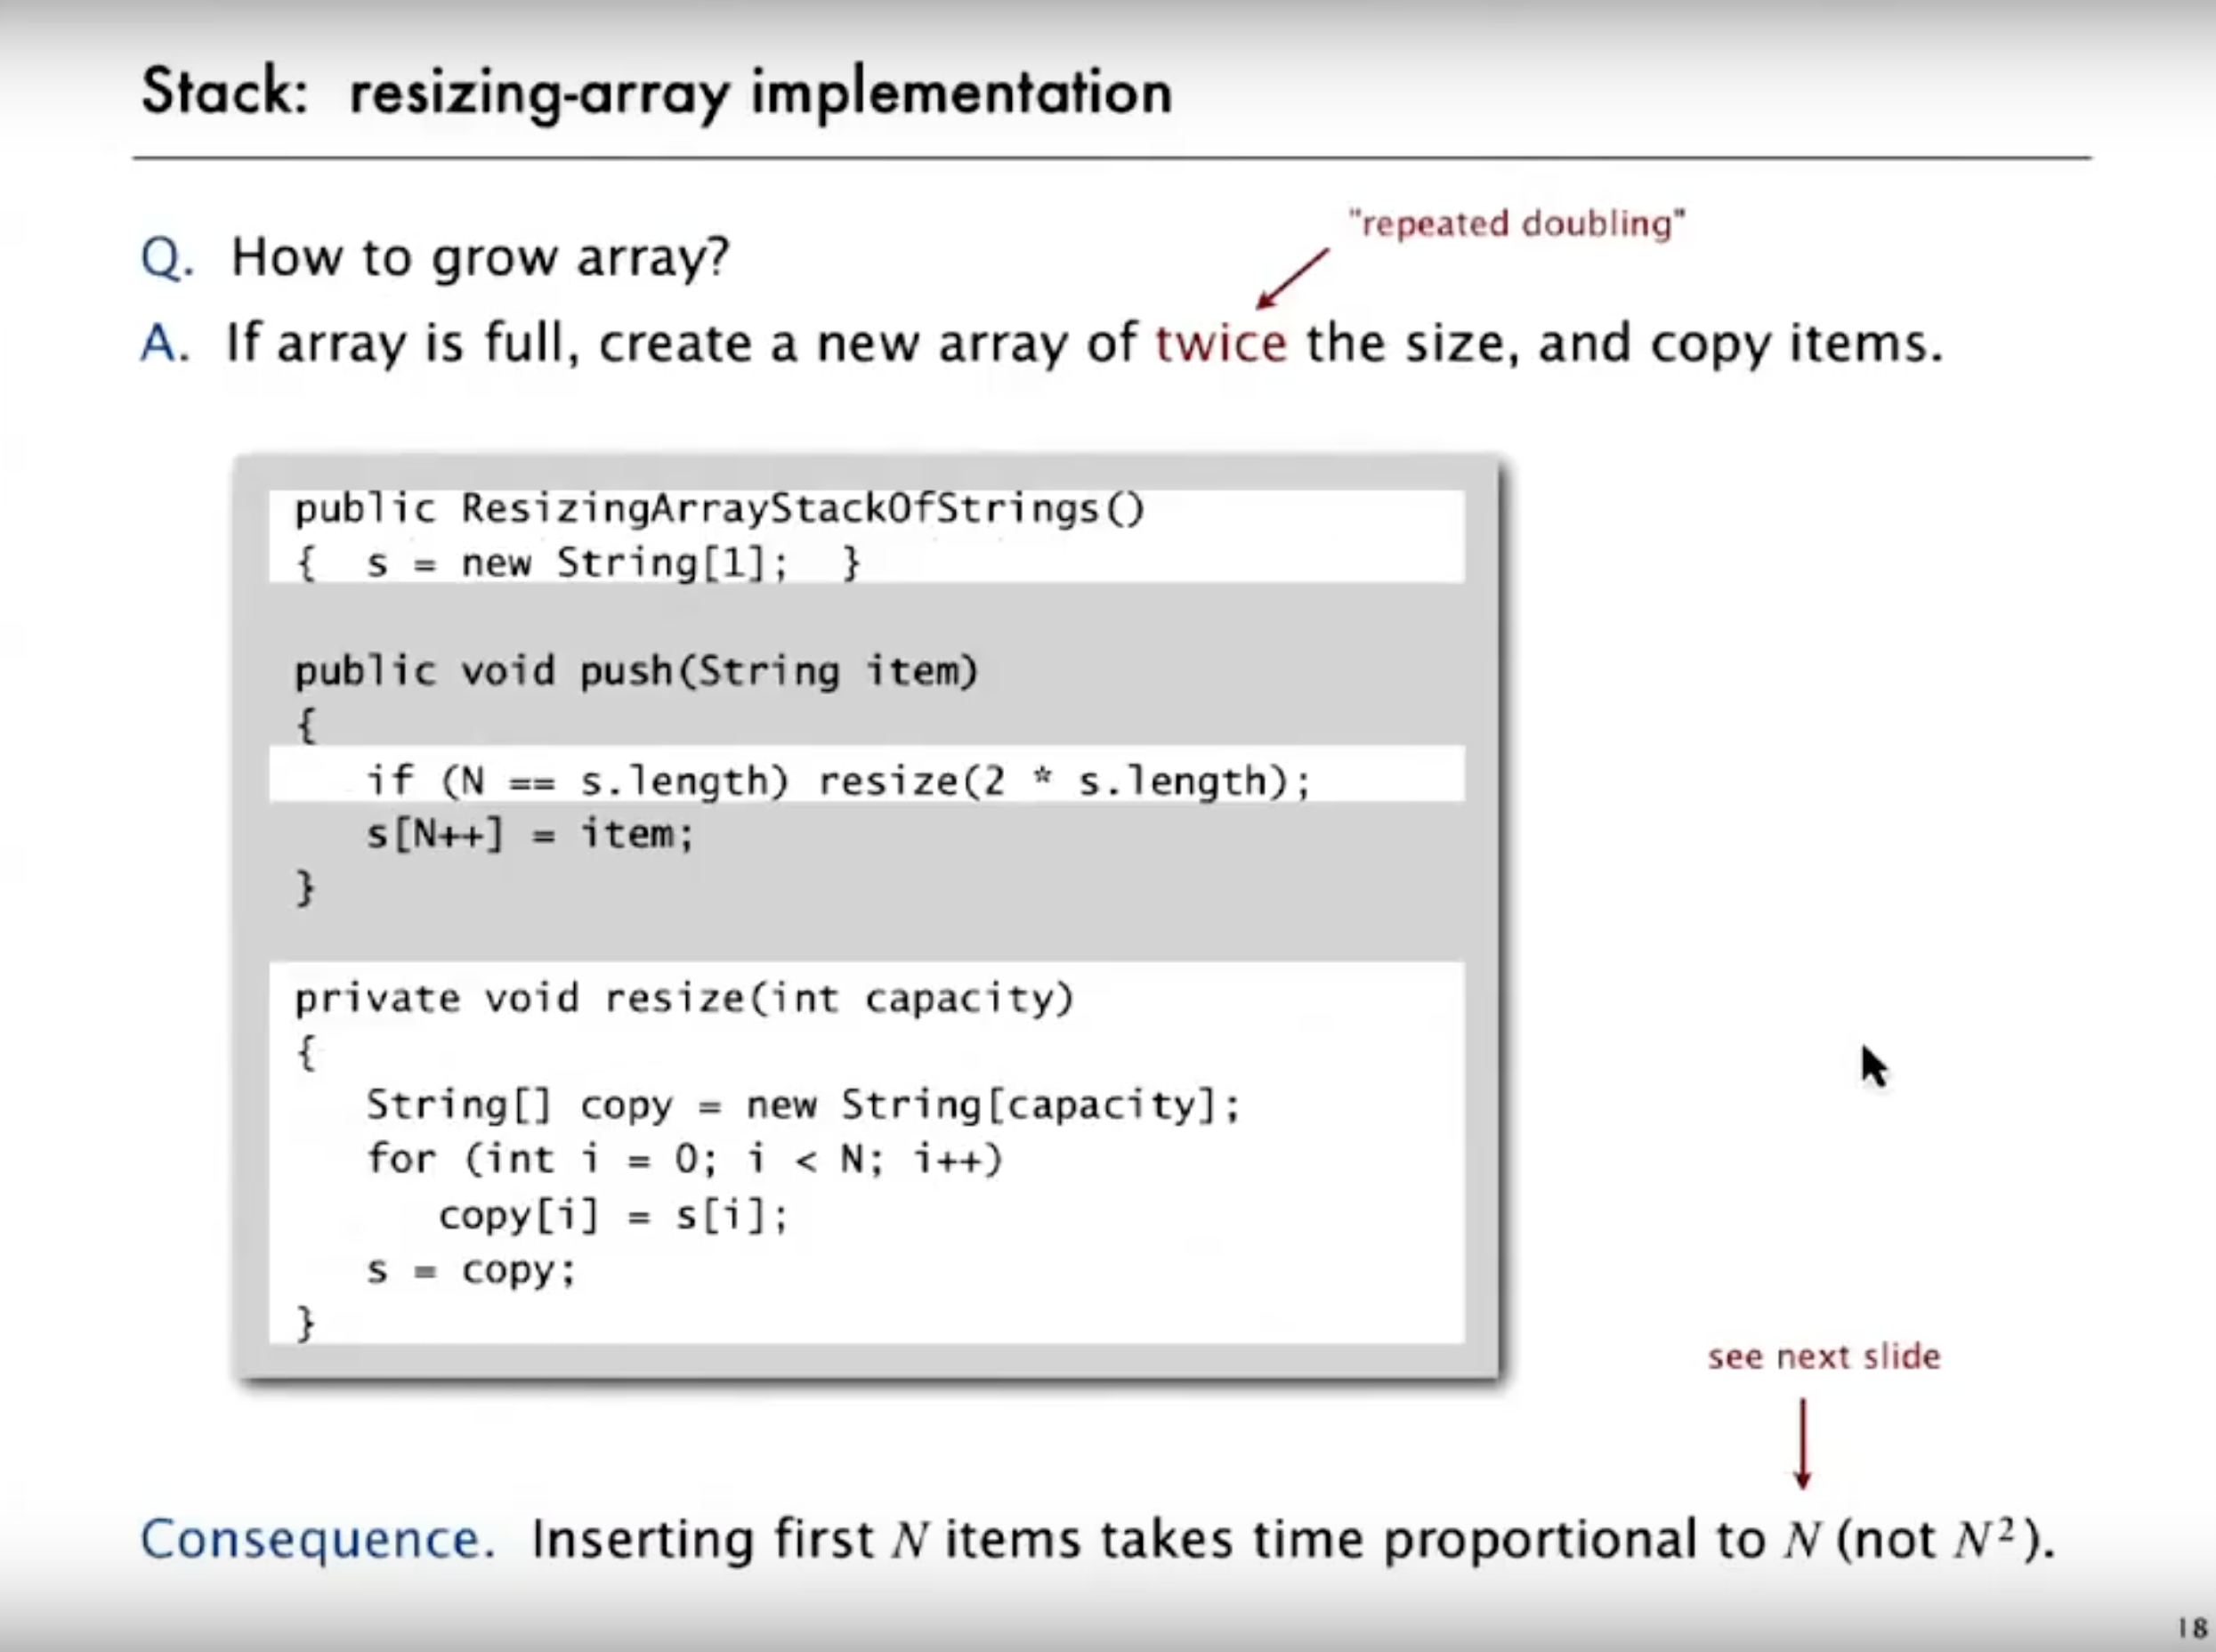 Stack: resizing-array implementation
"repeated doubling"
Q. How to grow array?
A. If array is full, create a new array of twice the size, and copy items.
public ResizingArrayStackOfStrings()
{  s = new String[1];  }
public void push(String item)
{
   if (N == s.length) resize(2 * s.length);
   s[N++] = item;
}
private void resize(int capacity)
{
   String[] copy = new String[capacity];
   for (int i = 0; i < N; i++)
      copy[i] = s[i];
   s = copy;
}
see next slide
Consequence. Inserting first N items takes time proportional to N (not N²).
18